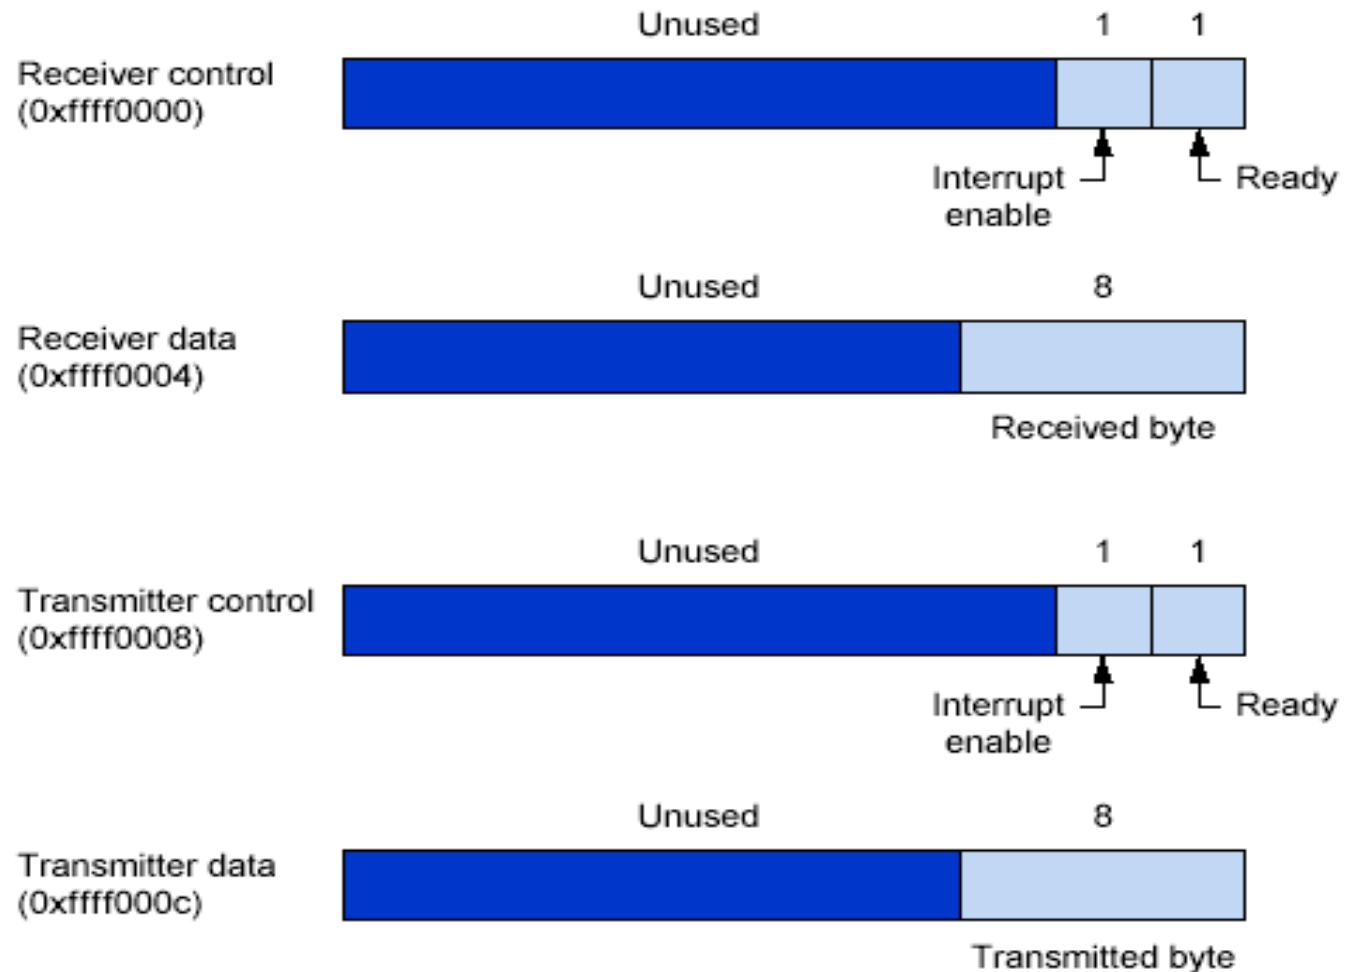 Unused 1 1
Receiver control
(0xffff0000)
Interrupt Ready
enable
Unused 8
Receiver data
(0xffff0004)
Received byte
Unused 1 1
Transmitter control
(0xffff0008)
Interrupt Ready
enable
Unused 8
Transmitter data
(0xffff000c)
Transmitted byte